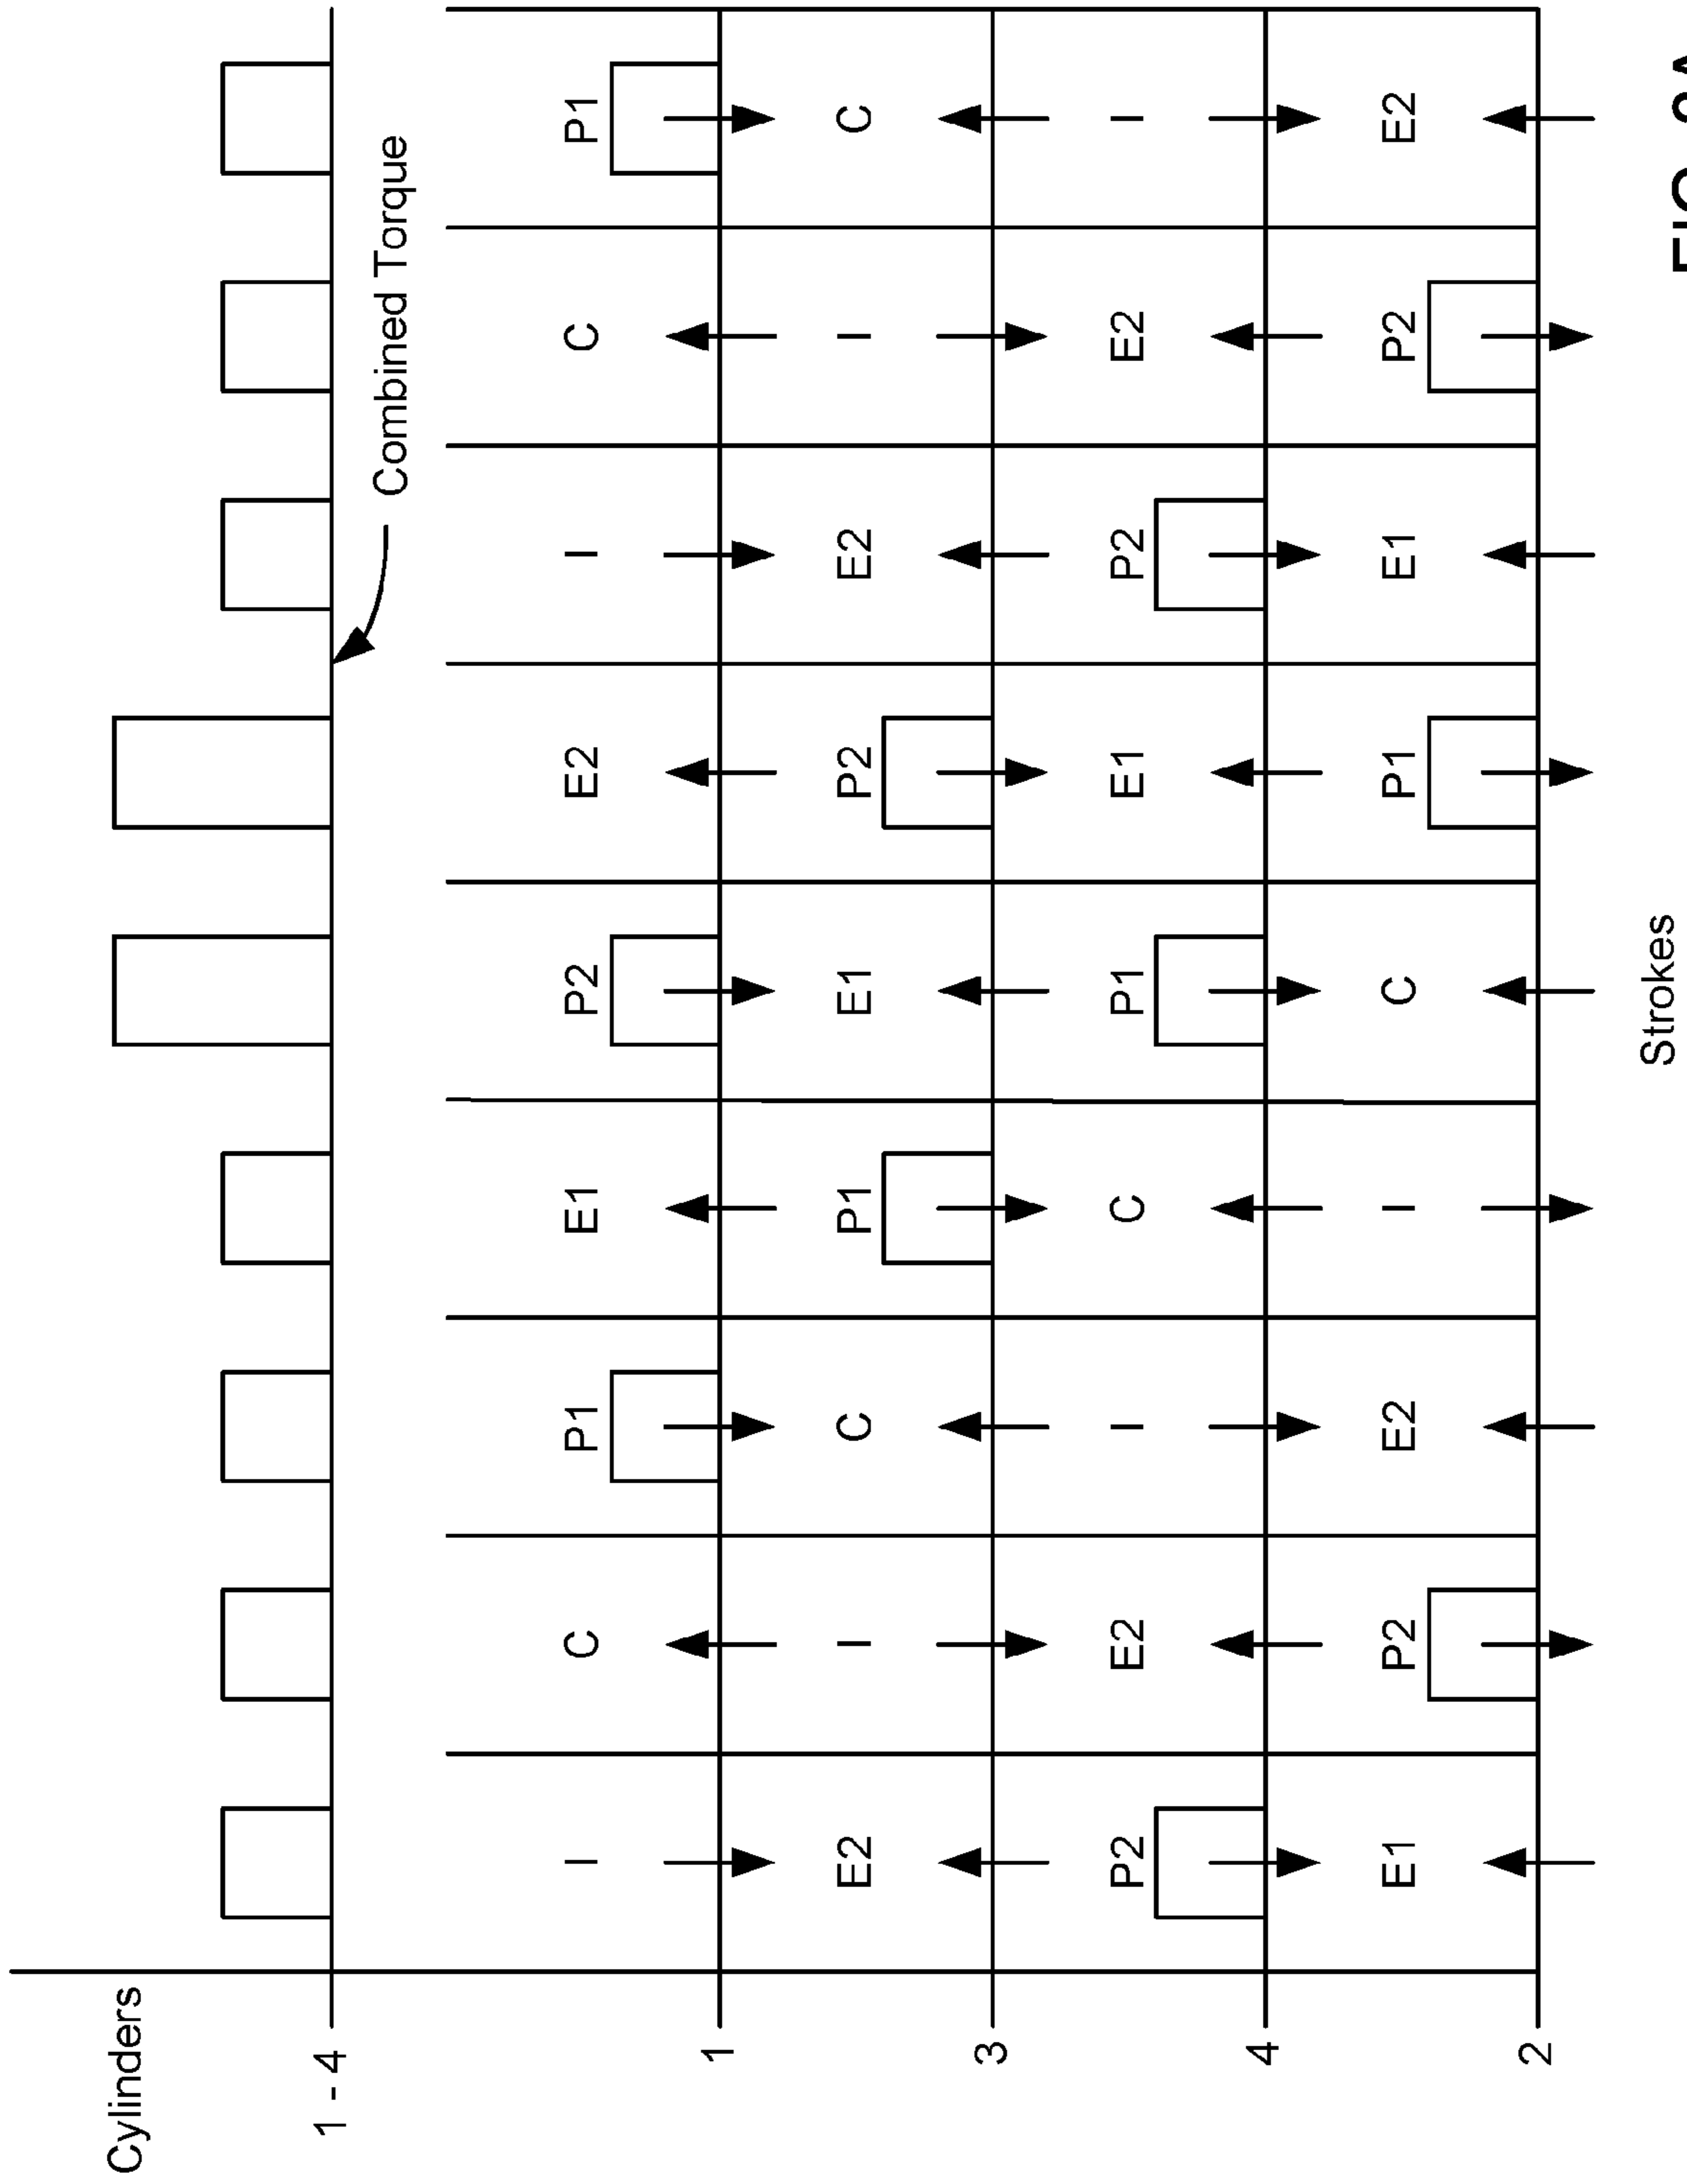 Cylinders
1 - 4
Combined Torque
I C P1 E1 P2 E2 I C P1
1
E2 I C P1 E1 P2 E2 I C
3
P2 E2 I C P1 E1 P2 E2 I
4
E1 P2 E2 I C P1 E1 P2 E2
2
Strokes
FIG.